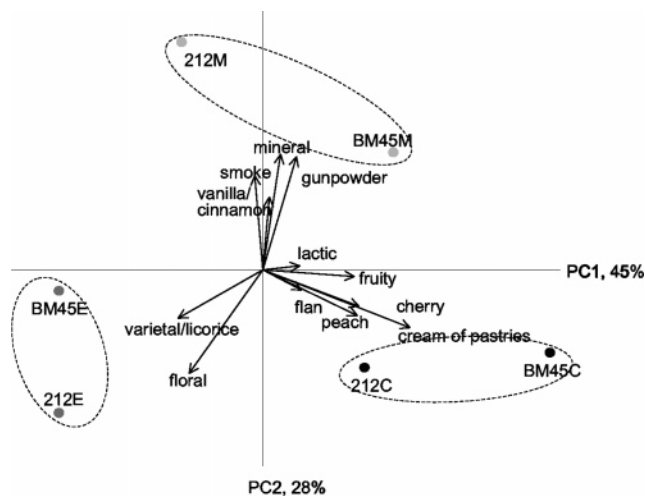 212M
BM45M
mineral
smoke
gunpowder
vanilla/
cinnamon
lactic
PC1, 45%
fruity
BM45E
flan
cherry
varietal/licorice
peach
cream of pastries
floral
212C
BM45C
212E
PC2, 28%